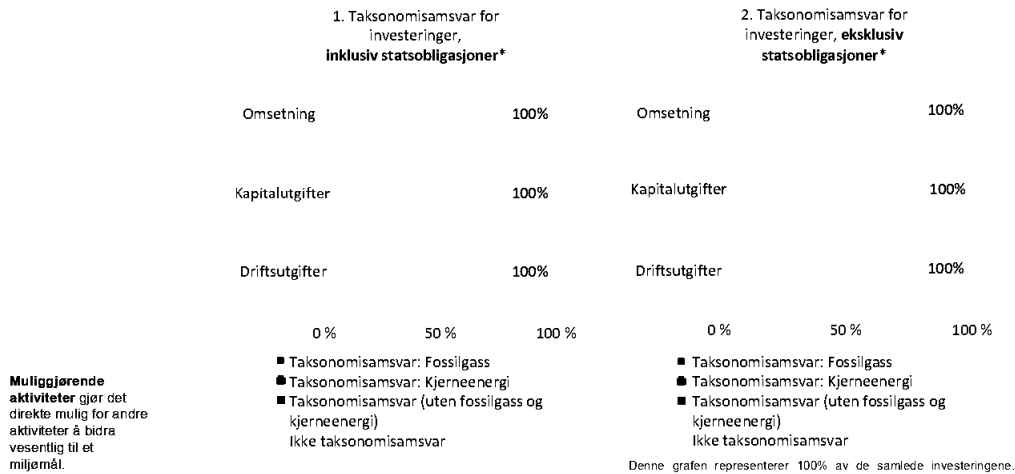 1. Taksonomisamsvar for
investeringer,
inklusiv statsobligasjoner*
Omsetning 100%
Kapitalutgifter 100%
Driftsutgifter 100%
0 % 50 % 100 %
Taksonomisamsvar: Fossilgass
Taksonomisamsvar: Kjerneenergi
Taksonomisamsvar (uten fossilgass og
kjerneenergi)
Ikke taksonomisamsvar
2. Taksonomisamsvar for
investeringer, eksklusiv
statsobligasjoner*
Omsetning 100%
Kapitalutgifter 100%
Driftsutgifter 100%
0 % 50 % 100 %
Taksonomisamsvar: Fossilgass
Taksonomisamsvar: Kjerneenergi
Taksonomisamsvar (uten fossilgass og
kjerneenergi)
Ikke taksonomisamsvar
Denne grafen representerer 100% av de samlede investeringene.
Muliggjørende
aktiviteter gjør det
direkte mulig for andre
aktiviteter å bidra
vesentlig til et
miljømål.